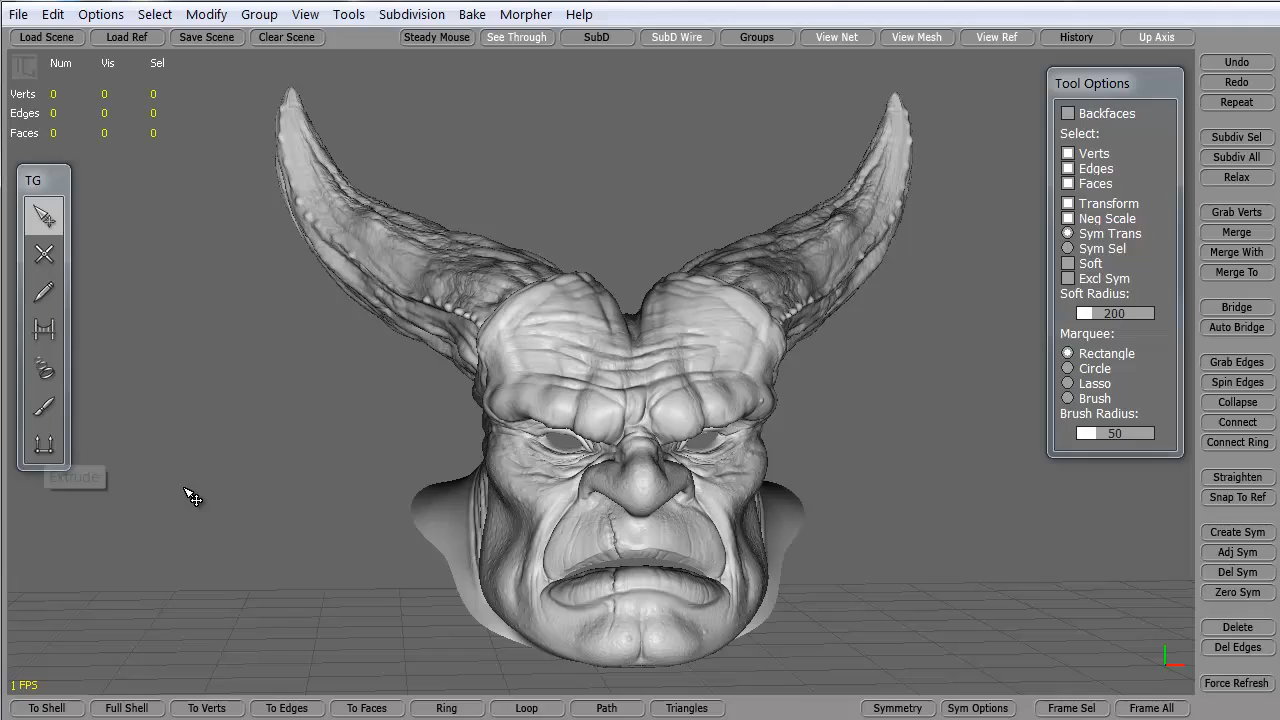 File Edit Options Select Modify Group View Tools Subdivision Bake Morpher Help
Load Scene Load Ref Save Scene Clear Scene Steady Mouse See Through SubD SubD Wire Groups View Net View Mesh View Ref History Up Axis
TG
Num Vis Sel
Verts 0 0 0
Edges 0 0 0
Faces 0 0 0
TG
Extrude
1 FPS
Tool Options
Backfaces
Select:
Verts
Edges
Faces
Transform
Neg Scale
Sym Trans
Sym Sel
Soft
Excl Sym
Soft Radius:
200
Marquee:
Rectangle
Circle
Lasso
Brush
Brush Radius:
50
Undo
Redo
Repeat
Subdiv Sel
Subdiv All
Relax
Grab Verts
Merge
Merge With
Merge To
Bridge
Auto Bridge
Grab Edges
Spin Edges
Collapse
Connect
Connect Ring
Straighten
Snap To Ref
Create Sym
Adj Sym
Del Sym
Zero Sym
Delete
Del Edges
Force Refresh
To Shell Full Shell To Verts To Edges To Faces Ring Loop Path Triangles Symmetry Sym Options Frame Sel Frame All